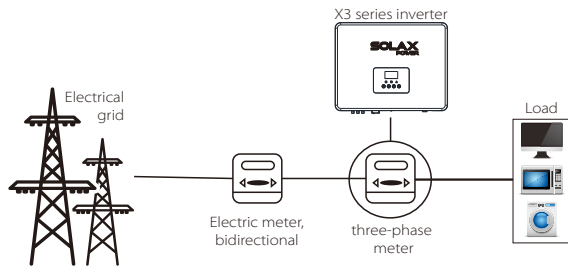 X3 series inverter
SOLAX
POWER
Electrical
grid
Load
Electric meter,
bidirectional
three-phase
meter